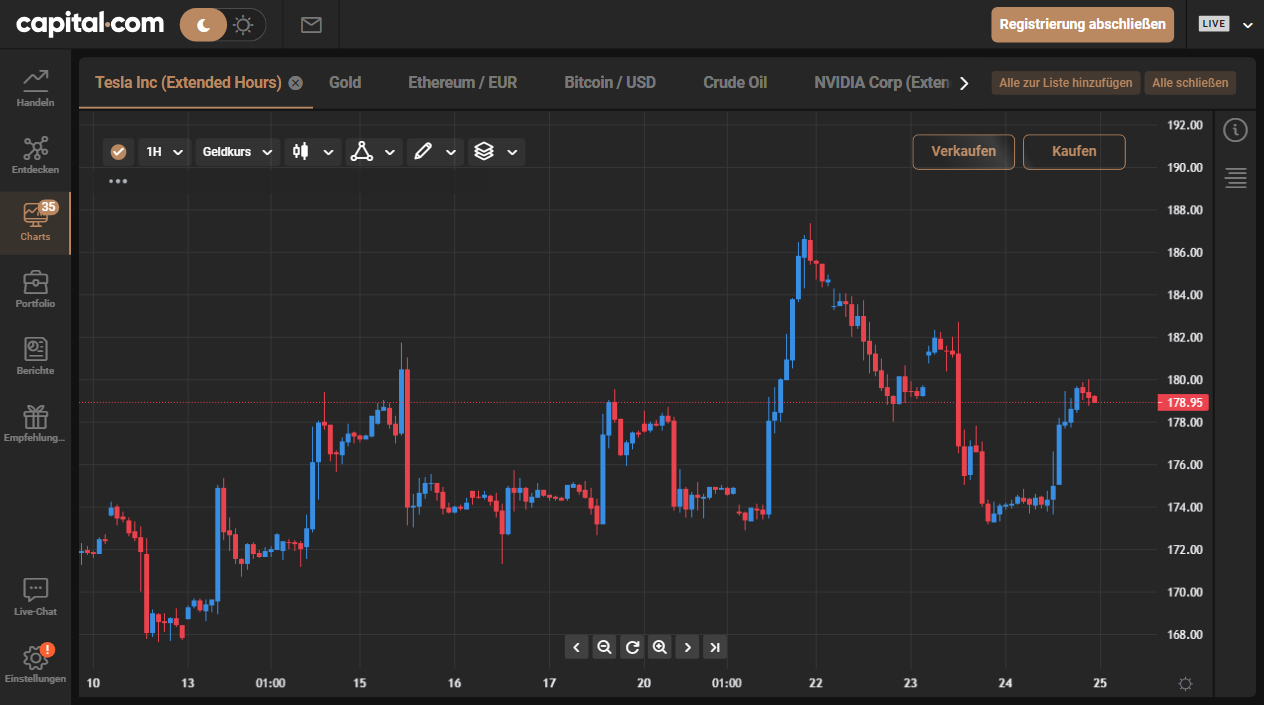 capital.com
Registrierung abschließen
LIVE
Handeln
Entdecken
35
Charts
Portfolio
Berichte
Empfehlung...
Live-Chat
!
Einstellungen
Tesla Inc (Extended Hours)
Gold
Ethereum / EUR
Bitcoin / USD
Crude Oil
NVIDIA Corp (Exten
Alle zur Liste hinzufügen
Alle schließen
1H
Geldkurs
Verkaufen
Kaufen
192.00
190.00
188.00
186.00
184.00
182.00
180.00
178.95
178.00
176.00
174.00
172.00
170.00
168.00
10
13
01:00
15
16
17
20
01:00
22
23
24
25